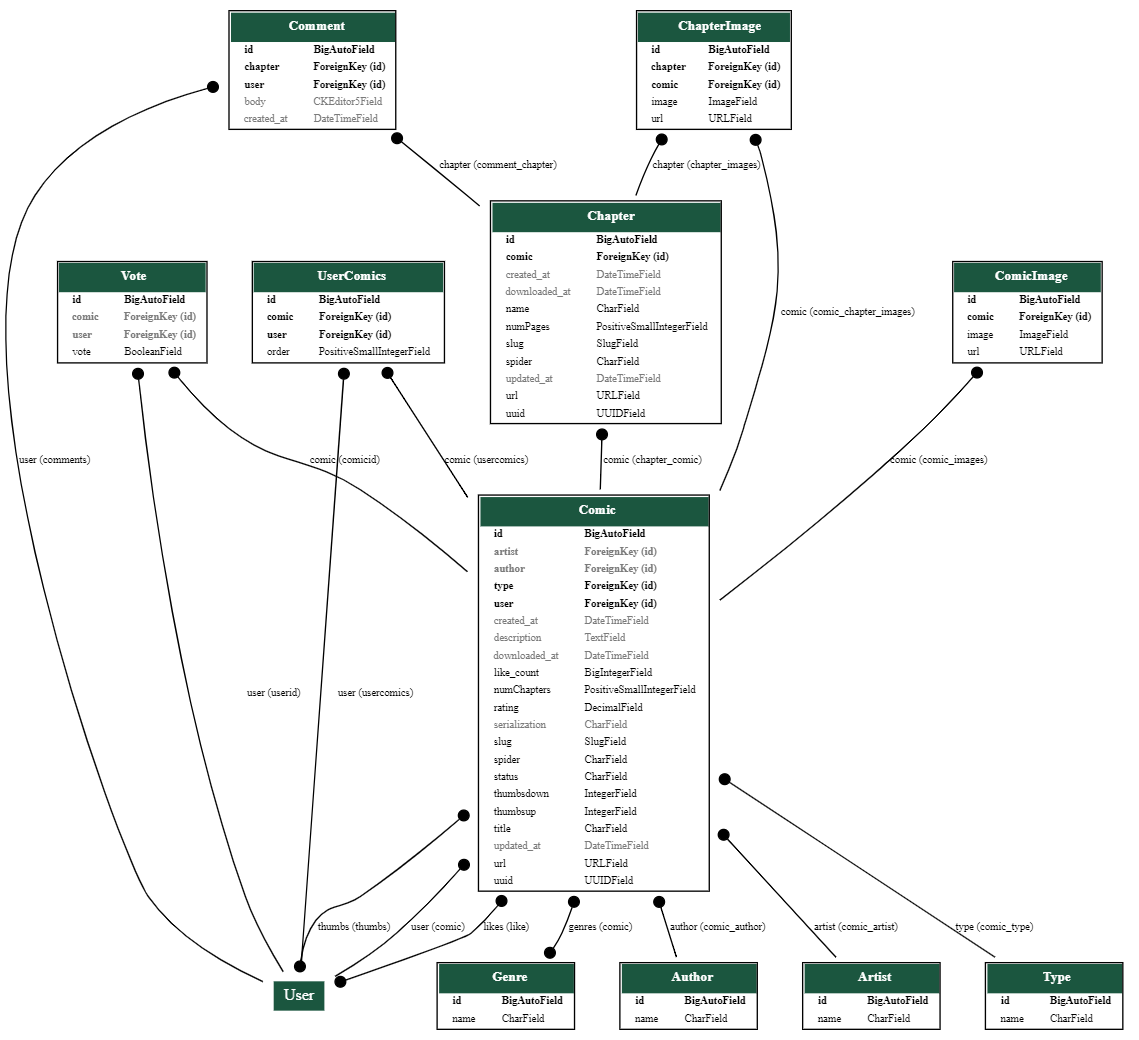 Comment
id BigAutoField
chapter ForeignKey (id)
user ForeignKey (id)
body CKEditor5Field
created_at DateTimeField
ChapterImage
id BigAutoField
chapter ForeignKey (id)
comic ForeignKey (id)
image ImageField
url URLField
chapter (comment_chapter)
chapter (chapter_images)
Chapter
id BigAutoField
comic ForeignKey (id)
created_at DateTimeField
downloaded_at DateTimeField
name CharField
numPages PositiveSmallIntegerField
slug SlugField
spider CharField
updated_at DateTimeField
url URLField
uuid UUIDField
Vote
id BigAutoField
comic ForeignKey (id)
user ForeignKey (id)
vote BooleanField
UserComics
id BigAutoField
comic ForeignKey (id)
user ForeignKey (id)
order PositiveSmallIntegerField
comic (comic_chapter_images)
ComicImage
id BigAutoField
comic ForeignKey (id)
image ImageField
url URLField
user (comments)
comic (comicid)
comic (usercomics)
comic (chapter_comic)
comic (comic_images)
Comic
id BigAutoField
artist ForeignKey (id)
author ForeignKey (id)
type ForeignKey (id)
user ForeignKey (id)
created_at DateTimeField
description TextField
downloaded_at DateTimeField
like_count BigIntegerField
numChapters PositiveSmallIntegerField
rating DecimalField
serialization CharField
slug SlugField
spider CharField
status CharField
thumbsdown IntegerField
thumbsup IntegerField
title CharField
updated_at DateTimeField
url URLField
uuid UUIDField
user (userid)
user (usercomics)
thumbs (thumbs)
user (comic)
likes (like)
genres (comic)
author (comic_author)
artist (comic_artist)
type (comic_type)
User
Genre
id BigAutoField
name CharField
Author
id BigAutoField
name CharField
Artist
id BigAutoField
name CharField
Type
id BigAutoField
name CharField